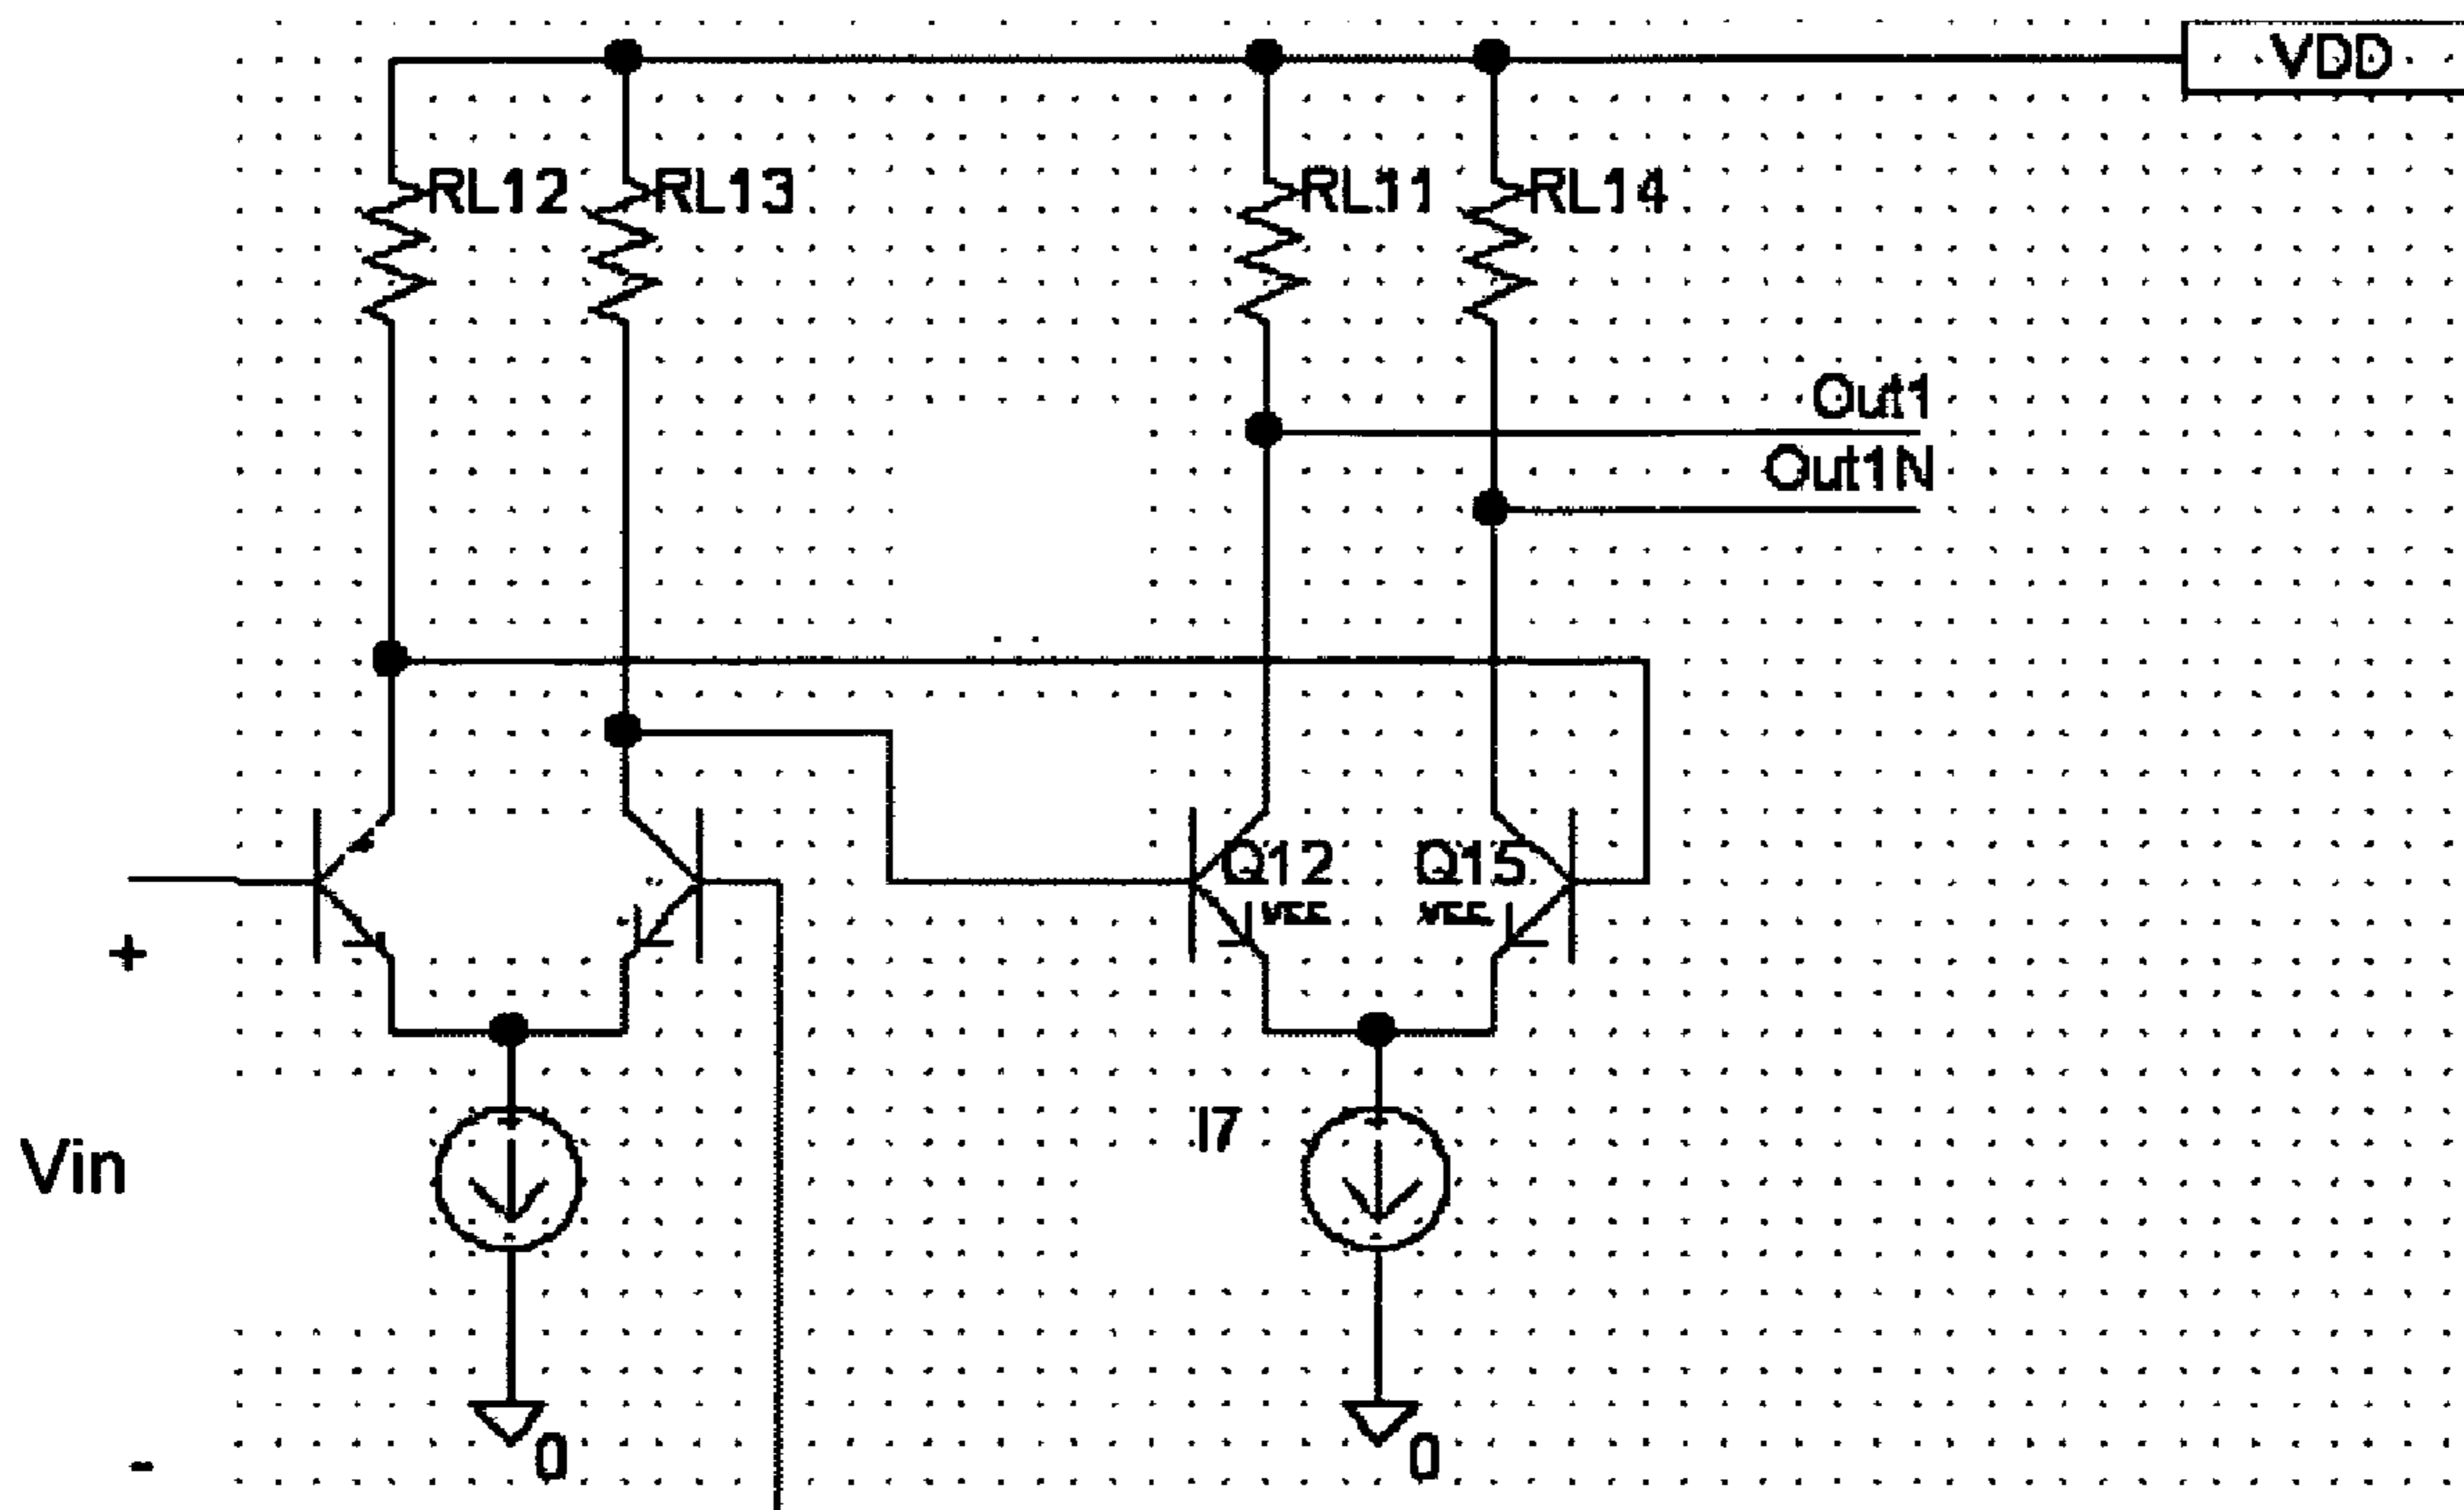 VDD
RL12 RL13 RL11 RL14
Out1
Out1N
Q12 Q15
+
I7
Vin
-
0 0